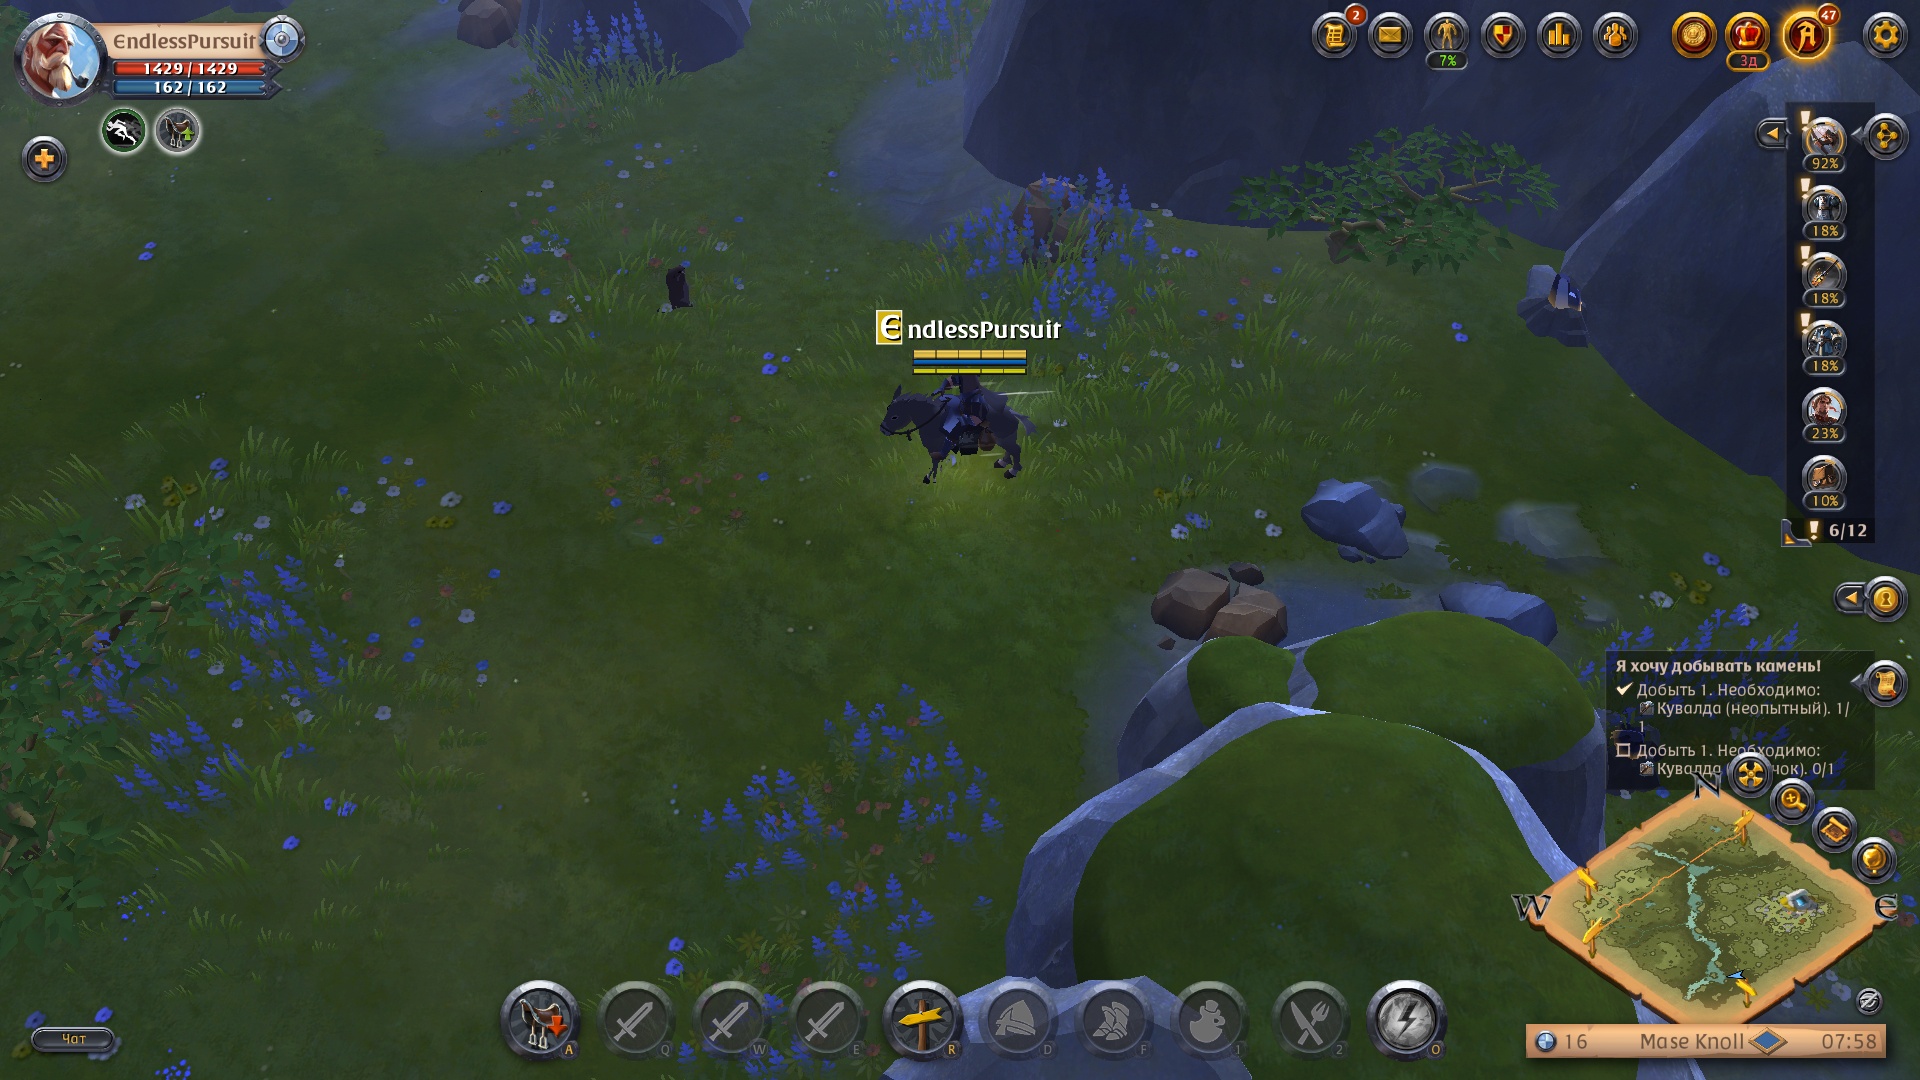 EndlessPursuit
1429 / 1429
162 / 162
2
7%
3д
47
92%
18%
18%
18%
23%
10%
6/12
EndlessPursuit
Я хочу добывать камень!
Добыть 1. Необходимо:
Кувалда (неопытный). 1/
1
Добыть 1. Необходимо:
Кувалда чок). 0/1
N
W
E
Чат
A
Q
W
E
R
D
F
1
2
O
16
Mase Knoll
07:58